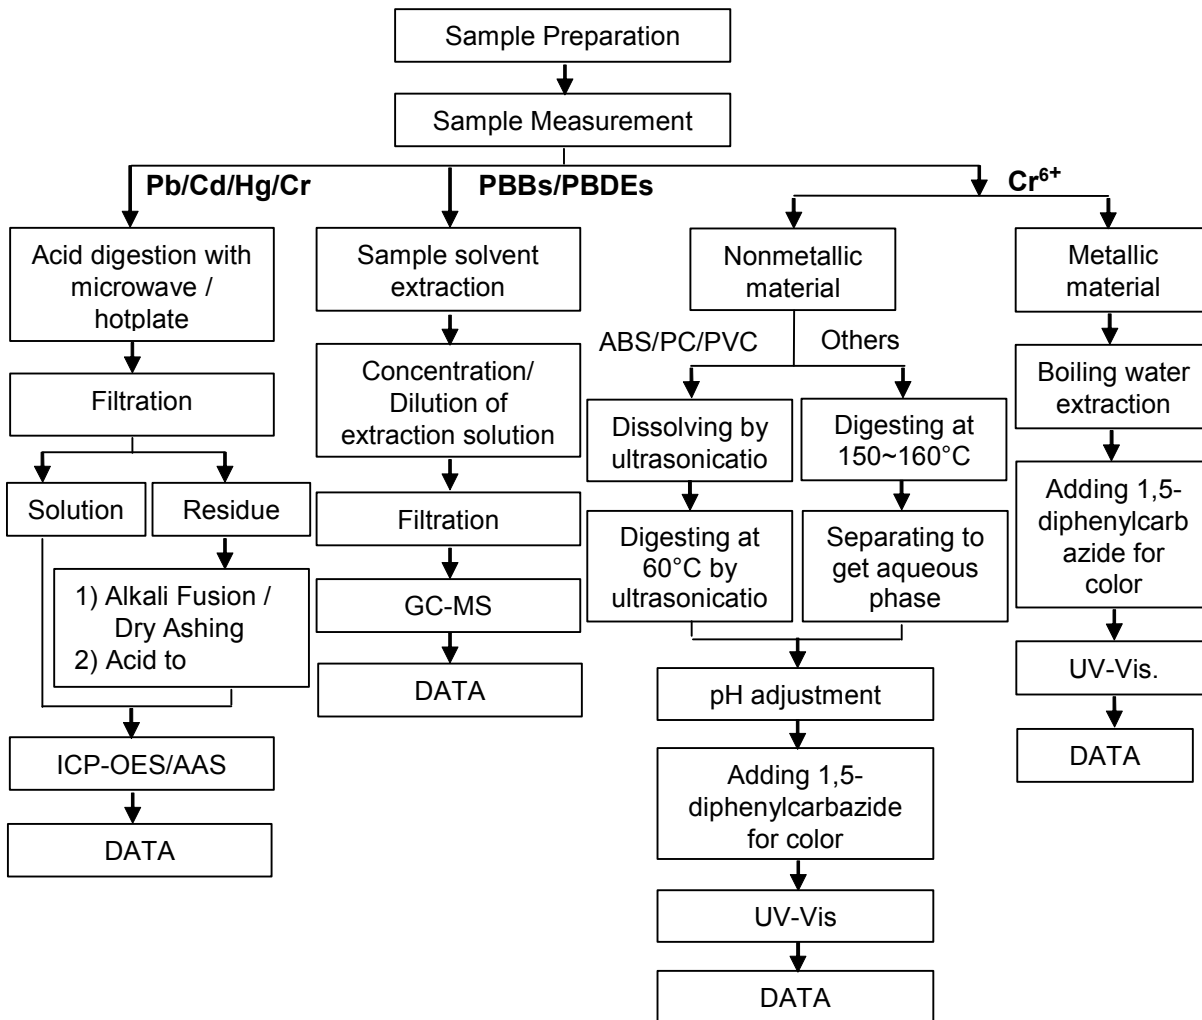 Sample Preparation
Sample Measurement
Pb/Cd/Hg/Cr
PBBs/PBDEs
Cr⁶⁺
Acid digestion with
microwave /
hotplate
Filtration
Solution
Residue
1) Alkali Fusion /
Dry Ashing
2) Acid to
ICP-OES/AAS
DATA
Sample solvent
extraction
Concentration/
Dilution of
extraction solution
Filtration
GC-MS
DATA
Nonmetallic
material
ABS/PC/PVC
Others
Dissolving by
ultrasonicatio
Digesting at
60°C by
ultrasonicatio
Digesting at
150~160°C
Separating to
get aqueous
phase
pH adjustment
Adding 1,5-
diphenylcarbazide
for color
UV-Vis
DATA
Metallic
material
Boiling water
extraction
Adding 1,5-
diphenylcarb
azide for
color
UV-Vis.
DATA